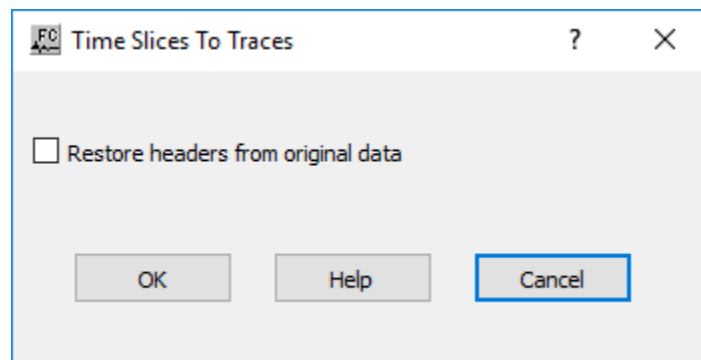 FC Time Slices To Traces ?
Restore headers from original data
OK Help Cancel